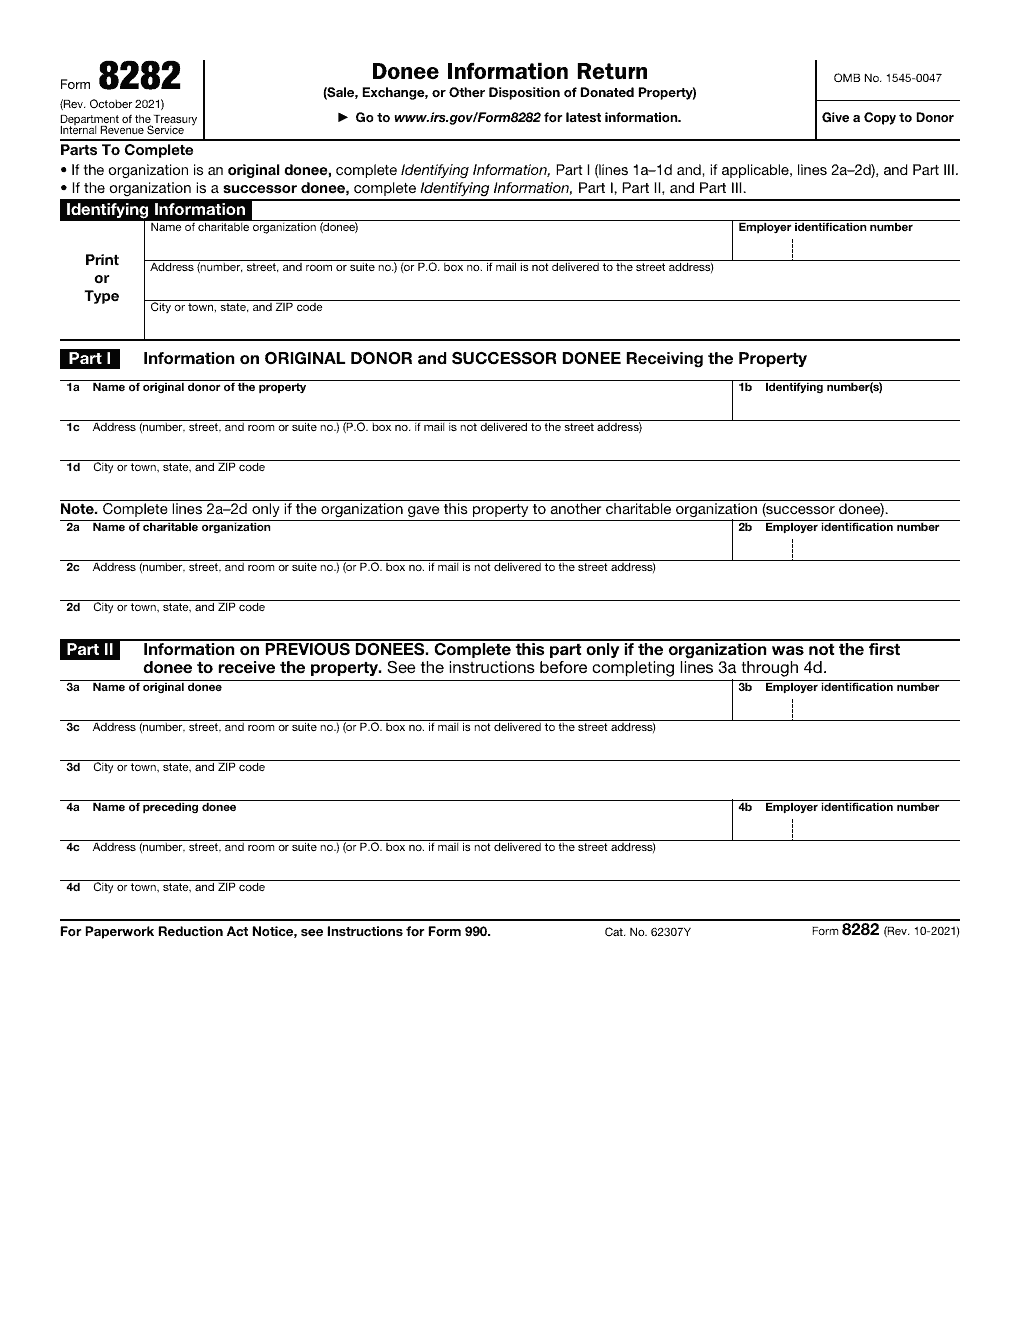 Form 8282
(Rev. October 2021)
Department of the Treasury
Internal Revenue Service
Donee Information Return
(Sale, Exchange, or Other Disposition of Donated Property)
► Go to www.irs.gov/Form8282 for latest information.
OMB No. 1545-0047
Give a Copy to Donor
Parts To Complete
• If the organization is an original donee, complete Identifying Information, Part I (lines 1a–1d and, if applicable, lines 2a–2d), and Part III.
• If the organization is a successor donee, complete Identifying Information, Part I, Part II, and Part III.
Identifying Information
Print
or
Type
Name of charitable organization (donee)
Employer identification number
Address (number, street, and room or suite no.) (or P.O. box no. if mail is not delivered to the street address)
City or town, state, and ZIP code
Part I Information on ORIGINAL DONOR and SUCCESSOR DONEE Receiving the Property
1a Name of original donor of the property
1b Identifying number(s)
1c Address (number, street, and room or suite no.) (P.O. box no. if mail is not delivered to the street address)
1d City or town, state, and ZIP code
Note. Complete lines 2a–2d only if the organization gave this property to another charitable organization (successor donee).
2a Name of charitable organization
2b Employer identification number
2c Address (number, street, and room or suite no.) (or P.O. box no. if mail is not delivered to the street address)
2d City or town, state, and ZIP code
Part II Information on PREVIOUS DONEES. Complete this part only if the organization was not the first
donee to receive the property. See the instructions before completing lines 3a through 4d.
3a Name of original donee
3b Employer identification number
3c Address (number, street, and room or suite no.) (or P.O. box no. if mail is not delivered to the street address)
3d City or town, state, and ZIP code
4a Name of preceding donee
4b Employer identification number
4c Address (number, street, and room or suite no.) (or P.O. box no. if mail is not delivered to the street address)
4d City or town, state, and ZIP code
For Paperwork Reduction Act Notice, see Instructions for Form 990.
Cat. No. 62307Y
Form 8282 (Rev. 10-2021)